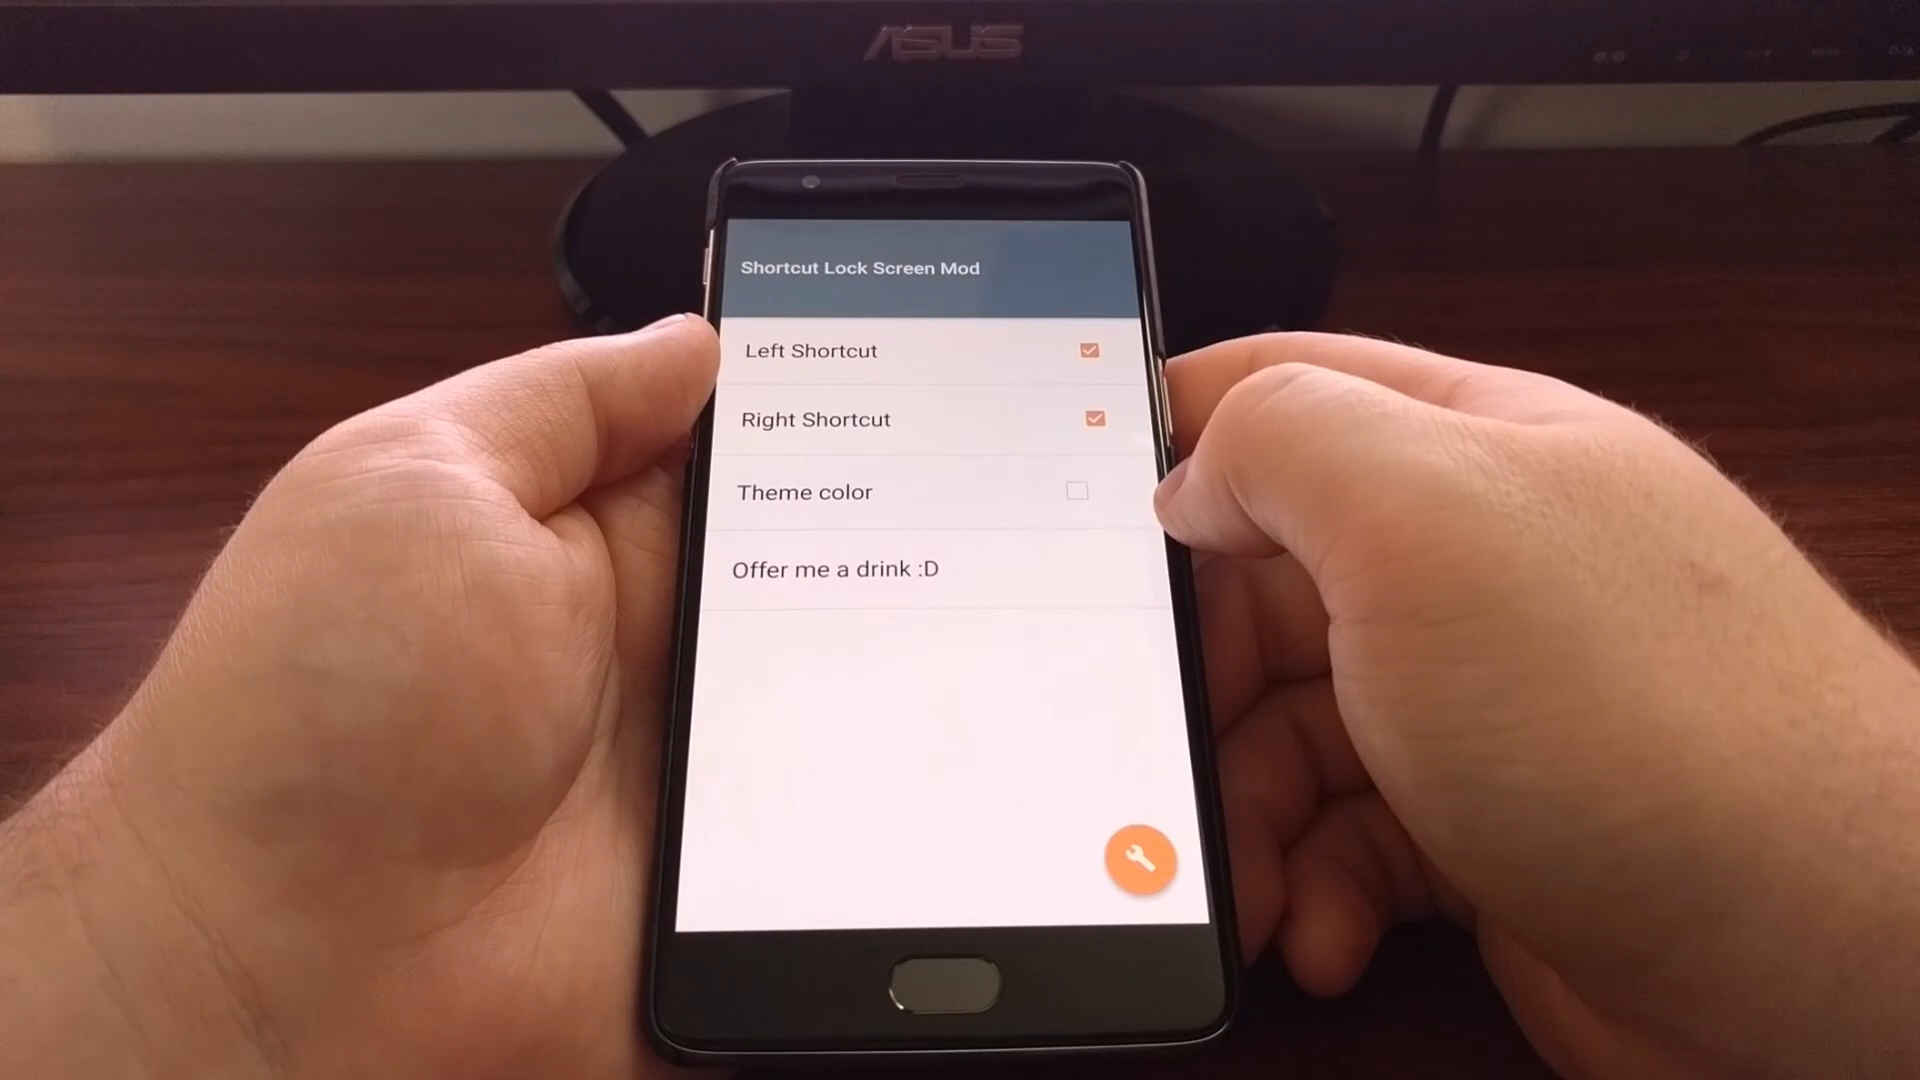 ASUS
Shortcut Lock Screen Mod
Left Shortcut
Right Shortcut
Theme color
Offer me a drink :D